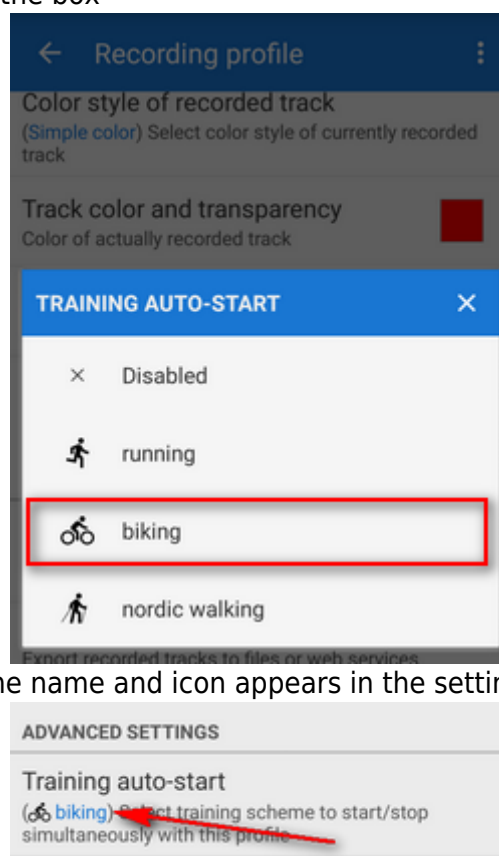 the box
Recording profile
Color style of recorded track
(Simple color) Select color style of currently recorded
track
Track color and transparency
Color of actually recorded track
TRAINING AUTO-START
Disabled
running
biking
nordic walking
Export recorded tracks to files or web services
ne name and icon appears in the settin
ADVANCED SETTINGS
Training auto-start
(biking) Select training scheme to start/stop
simultaneously with this profile